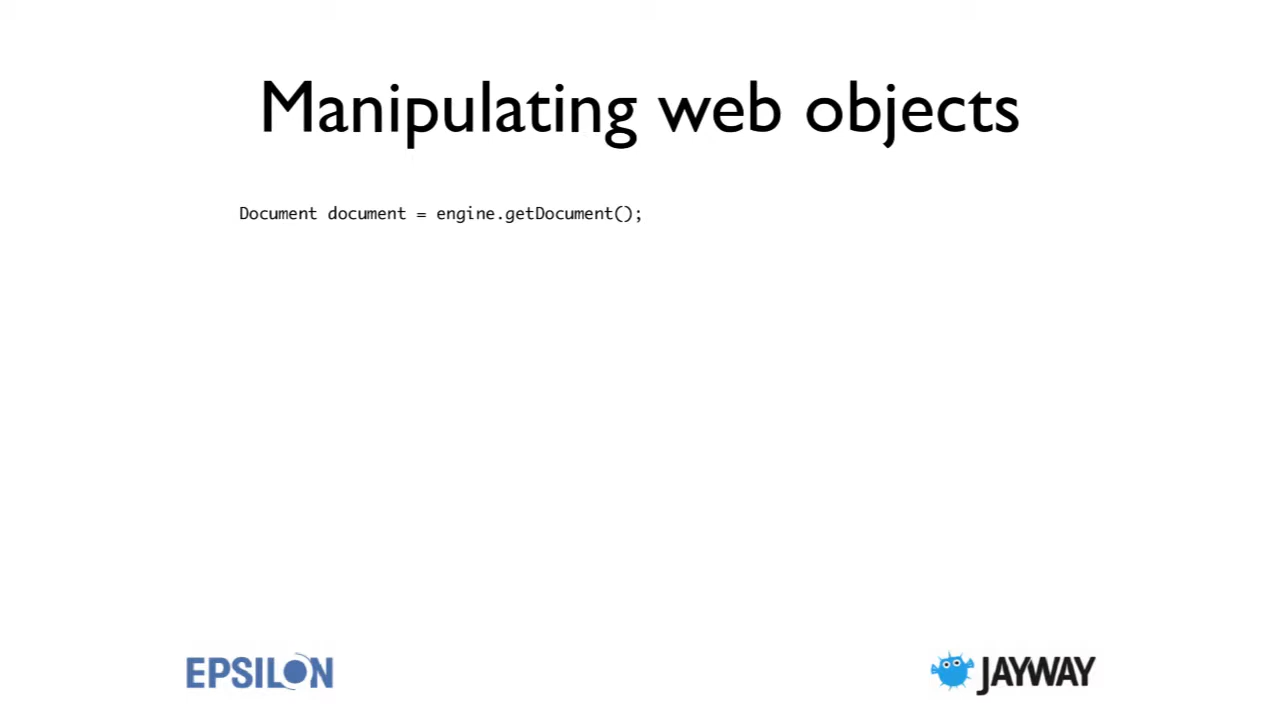 Manipulating web objects
Document document = engine.getDocument();
EPSILON
JAYWAY